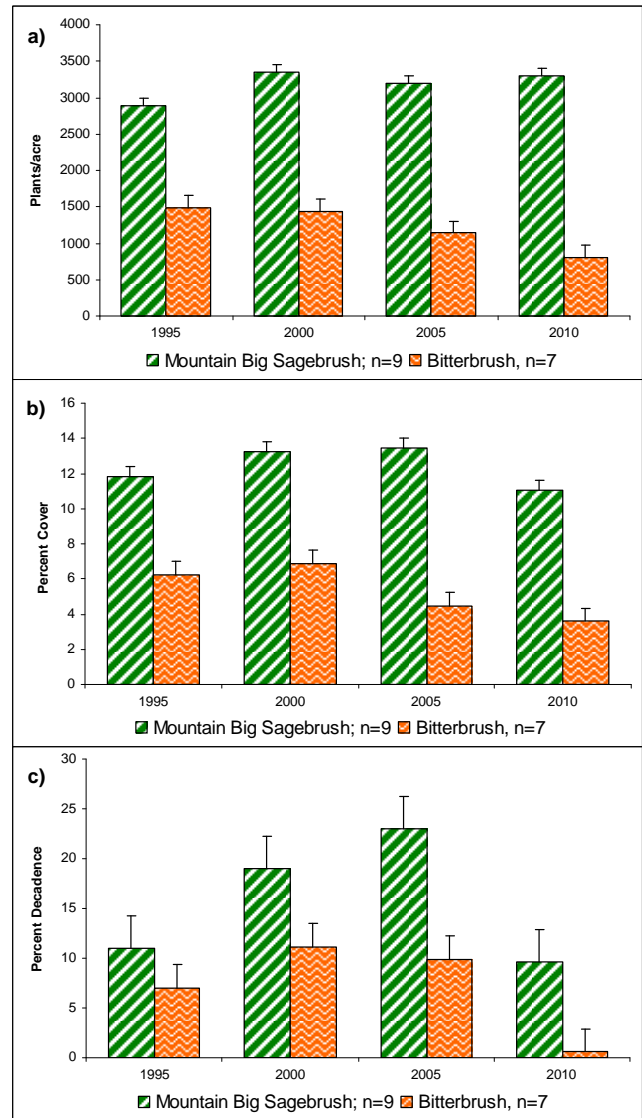 a)
4000
3500
3000
2500
2000
1500
1000
500
0
Plants/acre
1995 2000 2005 2010
Mountain Big Sagebrush; n=9 Bitterbrush, n=7
b)
16
14
12
10
8
6
4
2
0
Percent Cover
1995 2000 2005 2010
Mountain Big Sagebrush; n=9 Bitterbrush, n=7
c)
30
25
20
15
10
5
0
Percent Decadence
1995 2000 2005 2010
Mountain Big Sagebrush; n=9 Bitterbrush, n=7